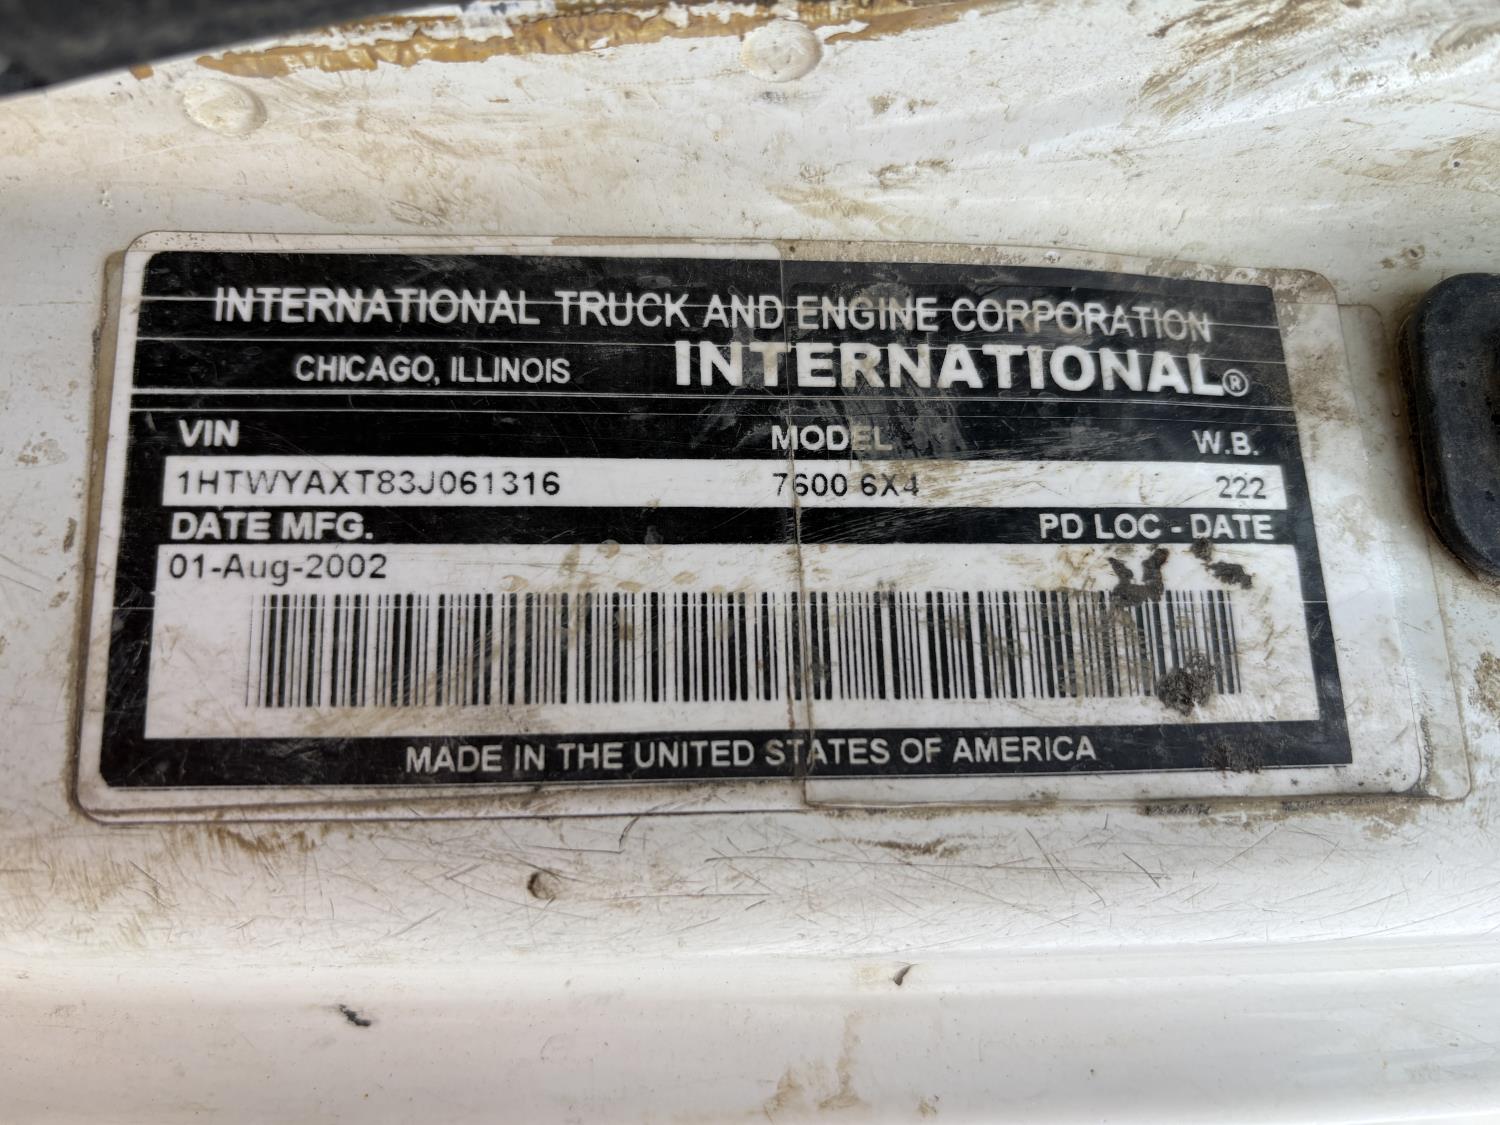 INTERNATIONAL TRUCK AND ENGINE CORPORATION
CHICAGO, ILLINOIS INTERNATIONAL®
VIN MODEL W.B.
1HTWYAXT83J061316 7600 6X4 222
DATE MFG. PD LOC - DATE
01-Aug-2002
MADE IN THE UNITED STATES OF AMERICA